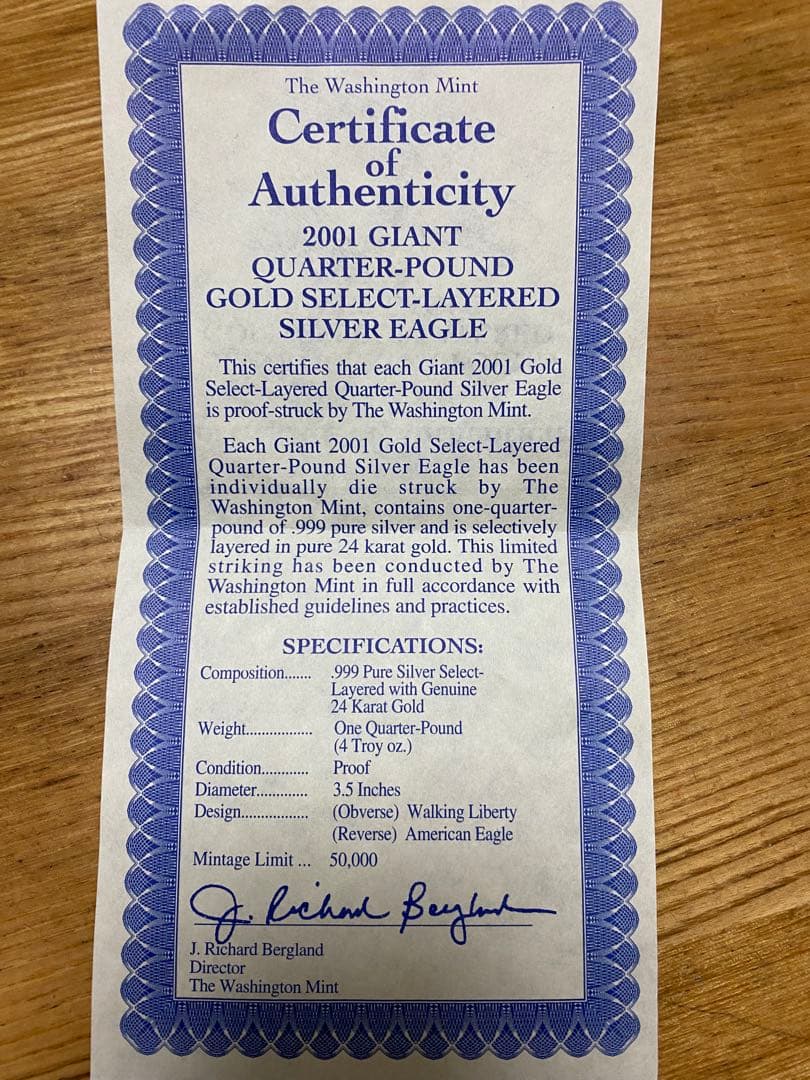 The Washington Mint
Certificate
of
Authenticity
2001 GIANT
QUARTER-POUND
GOLD SELECT-LAYERED
SILVER EAGLE
This certifies that each Giant 2001 Gold
Select-Layered Quarter-Pound Silver Eagle
is proof-struck by The Washington Mint.
Each Giant 2001 Gold Select-Layered
Quarter-Pound Silver Eagle has been
individually die struck by The
Washington Mint, contains one-quarter-
pound of .999 pure silver and is selectively
layered in pure 24 karat gold. This limited
striking has been conducted by The
Washington Mint in full accordance with
established guidelines and practices.
SPECIFICATIONS:
Composition....... .999 Pure Silver Select-
Layered with Genuine
24 Karat Gold
Weight................. One Quarter-Pound
(4 Troy oz.)
Condition............ Proof
Diameter............. 3.5 Inches
Design................. (Obverse) Walking Liberty
(Reverse) American Eagle
Mintage Limit ... 50,000
J. Richard Bergland
J. Richard Bergland
Director
The Washington Mint